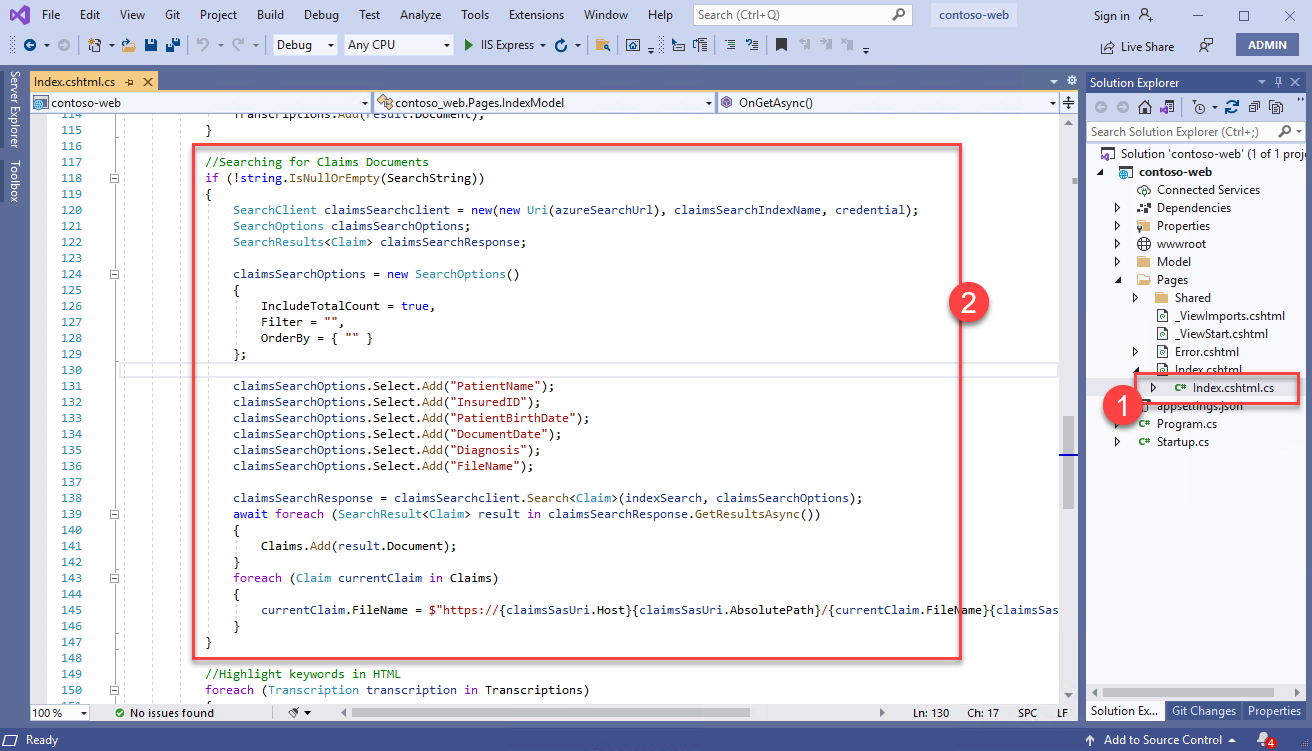 File Edit View Git Project Build Debug Test Analyze Tools Extensions Window Help Search (Ctrl+Q) contoso-web Sign in
Debug Any CPU IIS Express Live Share ADMIN
Server Explorer
Toolbox
Index.cshtml.cs
contoso-web contoso_web.Pages.IndexModel OnGetAsync()
114 Transcriptions.Add(result.Document);
115 }
116
117 //Searching for Claims Documents
118 if (!string.IsNullOrEmpty(SearchString))
119 {
120 SearchClient claimsSearchclient = new(new Uri(azureSearchUrl), claimsSearchIndexName, credential);
121 SearchOptions claimsSearchOptions;
122 SearchResults<Claim> claimsSearchResponse;
123
124 claimsSearchOptions = new SearchOptions()
125 {
126 IncludeTotalCount = true,
127 Filter = "",
128 OrderBy = { "" }
129 };
130
131 claimsSearchOptions.Select.Add("PatientName");
132 claimsSearchOptions.Select.Add("InsuredID");
133 claimsSearchOptions.Select.Add("PatientBirthDate");
134 claimsSearchOptions.Select.Add("DocumentDate");
135 claimsSearchOptions.Select.Add("Diagnosis");
136 claimsSearchOptions.Select.Add("FileName");
137
138 claimsSearchResponse = claimsSearchclient.Search<Claim>(indexSearch, claimsSearchOptions);
139 await foreach (SearchResult<Claim> result in claimsSearchResponse.GetResultsAsync())
140 {
141 Claims.Add(result.Document);
142 }
143 foreach (Claim currentClaim in Claims)
144 {
145 currentClaim.FileName = $"https://{claimsSasUri.Host}{claimsSasUri.AbsolutePath}/{currentClaim.FileName}{claimsSas
146 }
147 }
148
149 //Highlight keywords in HTML
150 foreach (Transcription transcription in Transcriptions)
2
100 % No issues found Ln: 130 Ch: 17 SPC LF
Solution Explorer
Search Solution Explorer (Ctrl+;)
Solution 'contoso-web' (1 of 1 proj
contoso-web
Connected Services
Dependencies
Properties
wwwroot
Model
Pages
Shared
_ViewImports.cshtml
_ViewStart.cshtml
Error.cshtml
Index.cshtml
C# Index.cshtml.cs
1
appsettings.json
C# Program.cs
C# Startup.cs
Solution Ex... Git Changes Properties
Ready Add to Source Control 4